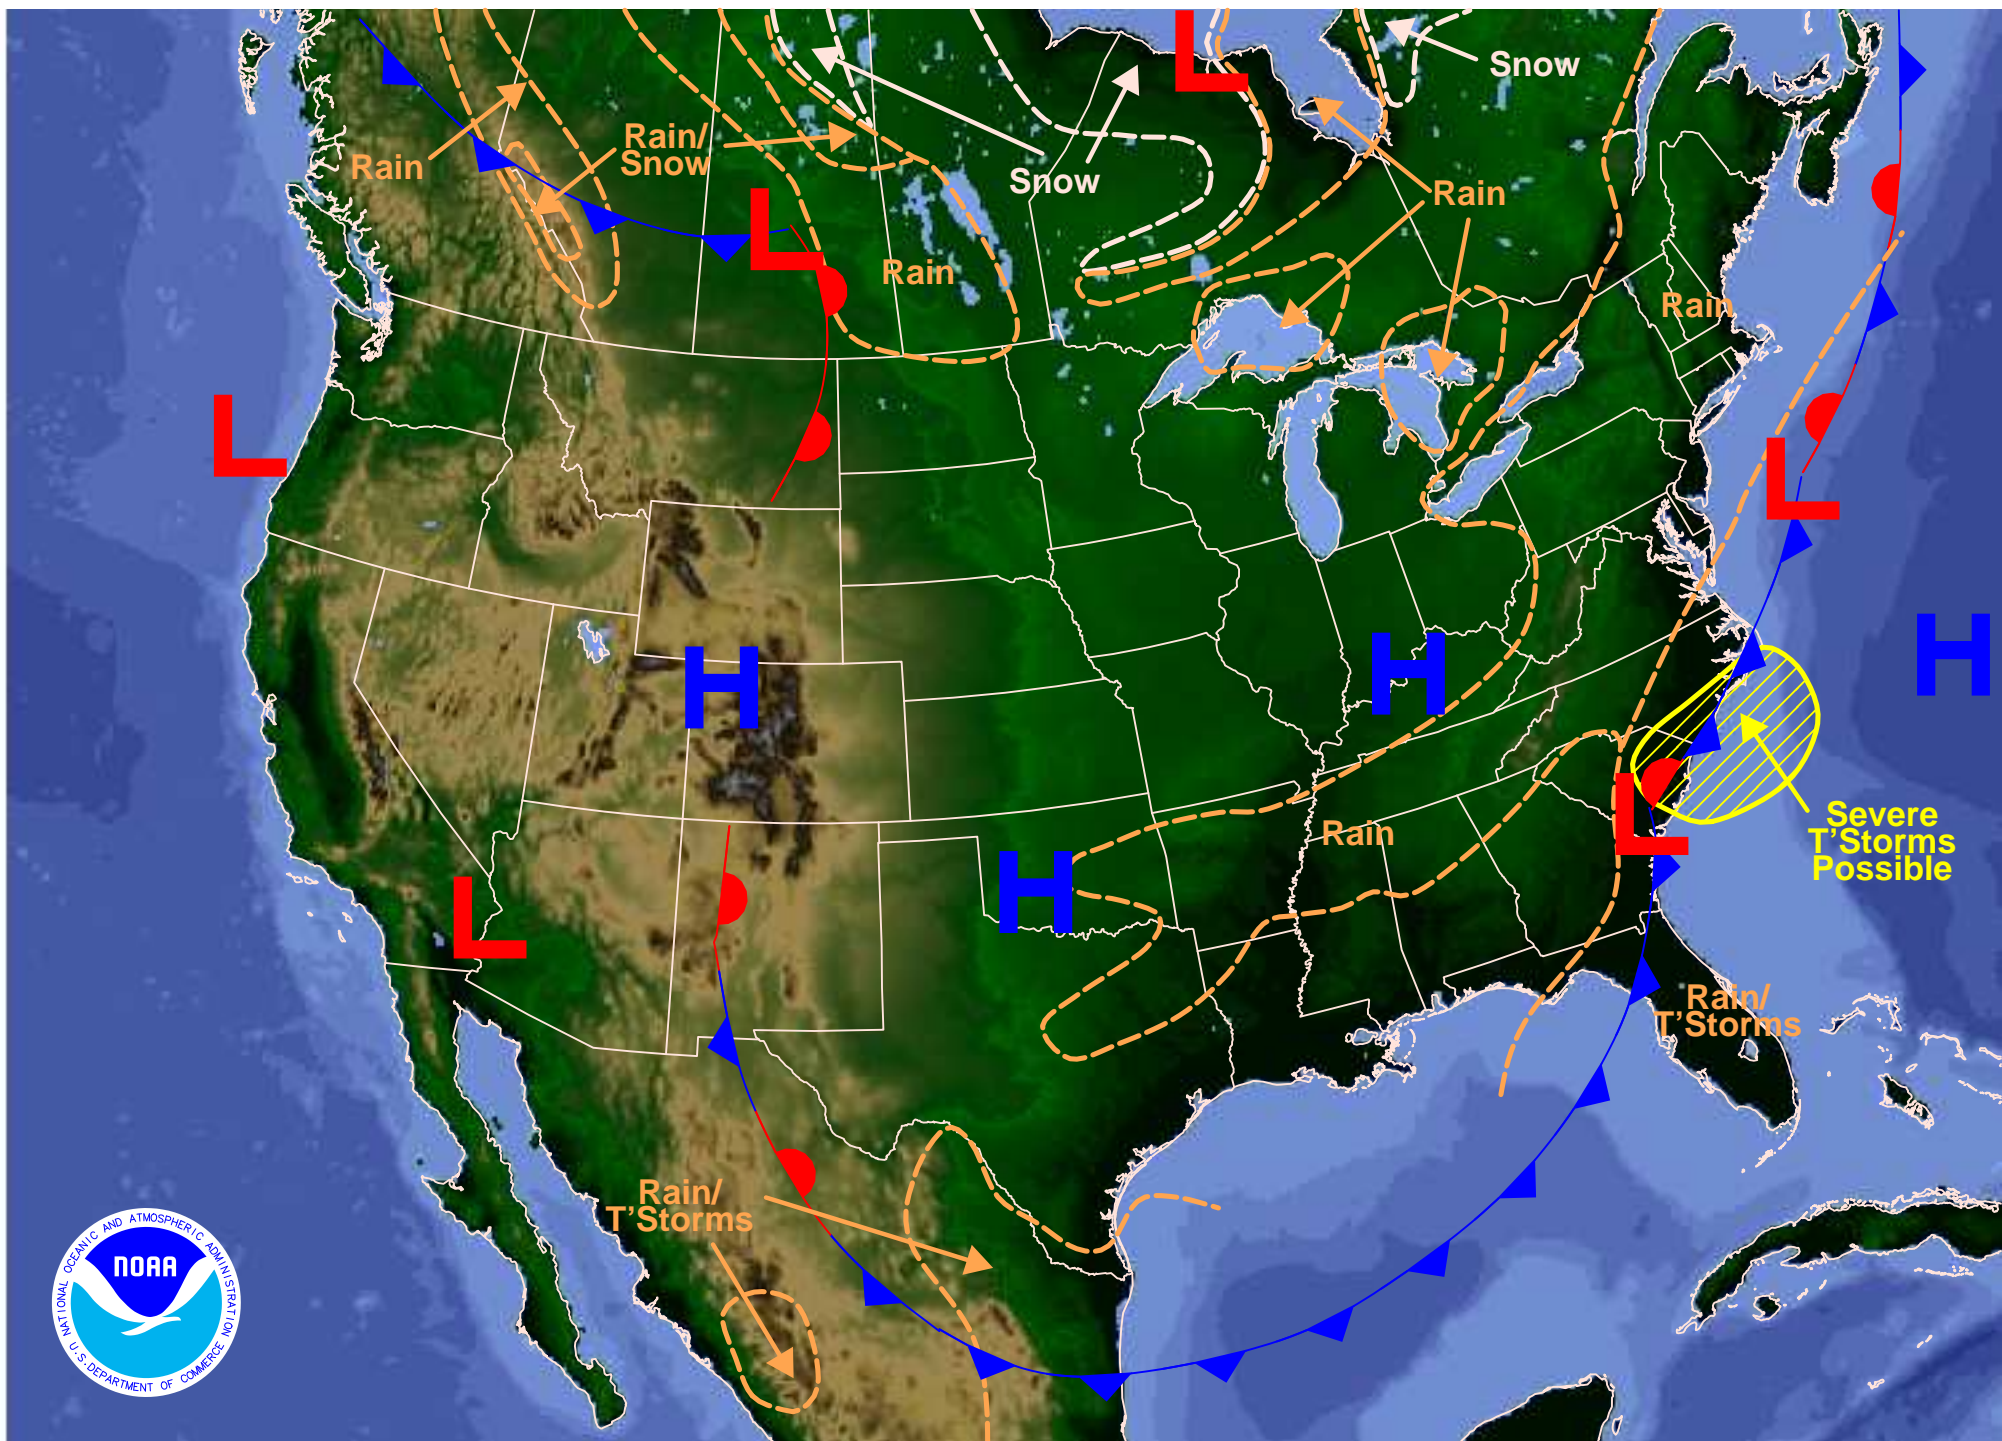 L
Snow
Rain
Rain/
Snow
Snow
Rain
L
Rain
Rain
L
L
H
H
H
L
Rain
H
L
L
Severe
T'Storms
Possible
Rain/
T'Storms
Rain/
T'Storms
NATIONAL OCEANIC AND ATMOSPHERIC ADMINISTRATION
NOAA
U.S. DEPARTMENT OF COMMERCE